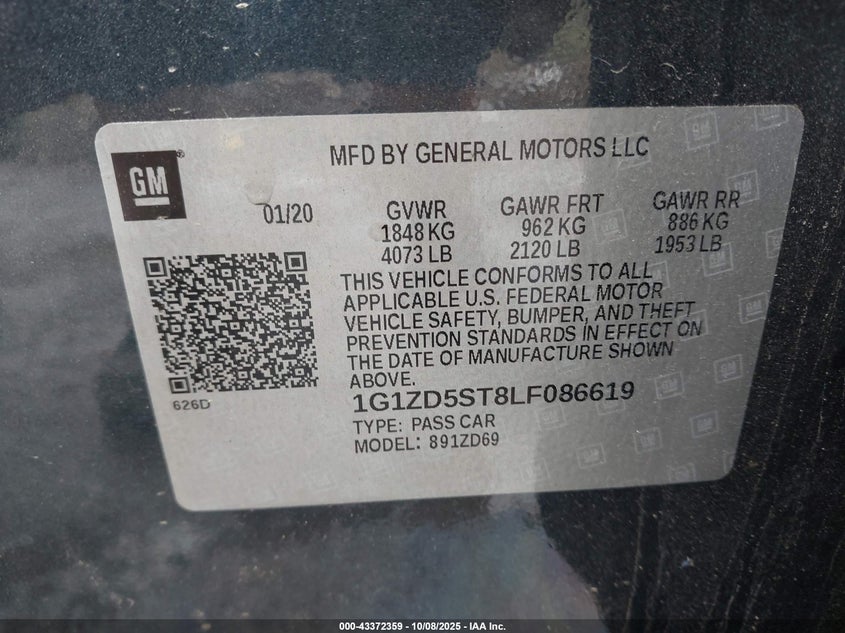 MFD BY GENERAL MOTORS LLC
GM
01/20
GVWR
1848 KG
4073 LB
GAWR FRT
962 KG
2120 LB
GAWR RR
886 KG
1953 LB
THIS VEHICLE CONFORMS TO ALL
APPLICABLE U.S. FEDERAL MOTOR
VEHICLE SAFETY, BUMPER, AND THEFT
PREVENTION STANDARDS IN EFFECT ON
THE DATE OF MANUFACTURE SHOWN
ABOVE.
626D
1G1ZD5ST8LF086619
TYPE: PASS CAR
MODEL: 891ZD69
000-43372359 - 10/08/2025 - IAA Inc.